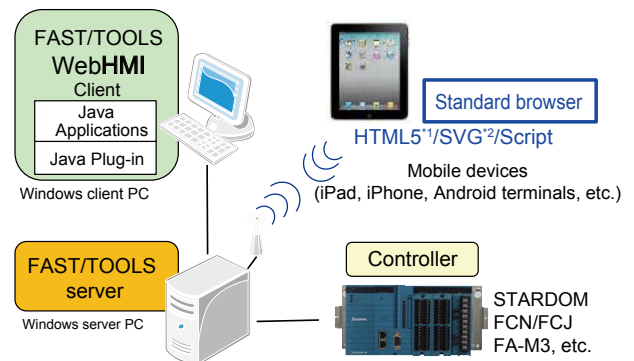 FAST/TOOLS
WebHMI
Client
Java
Applications
Java Plug-in
Windows client PC
Standard browser
HTML5*1/SVG*2/Script
Mobile devices
(iPad, iPhone, Android terminals, etc.)
FAST/TOOLS
server
Windows server PC
Controller
STARDOM
FCN/FCJ
FA-M3, etc.